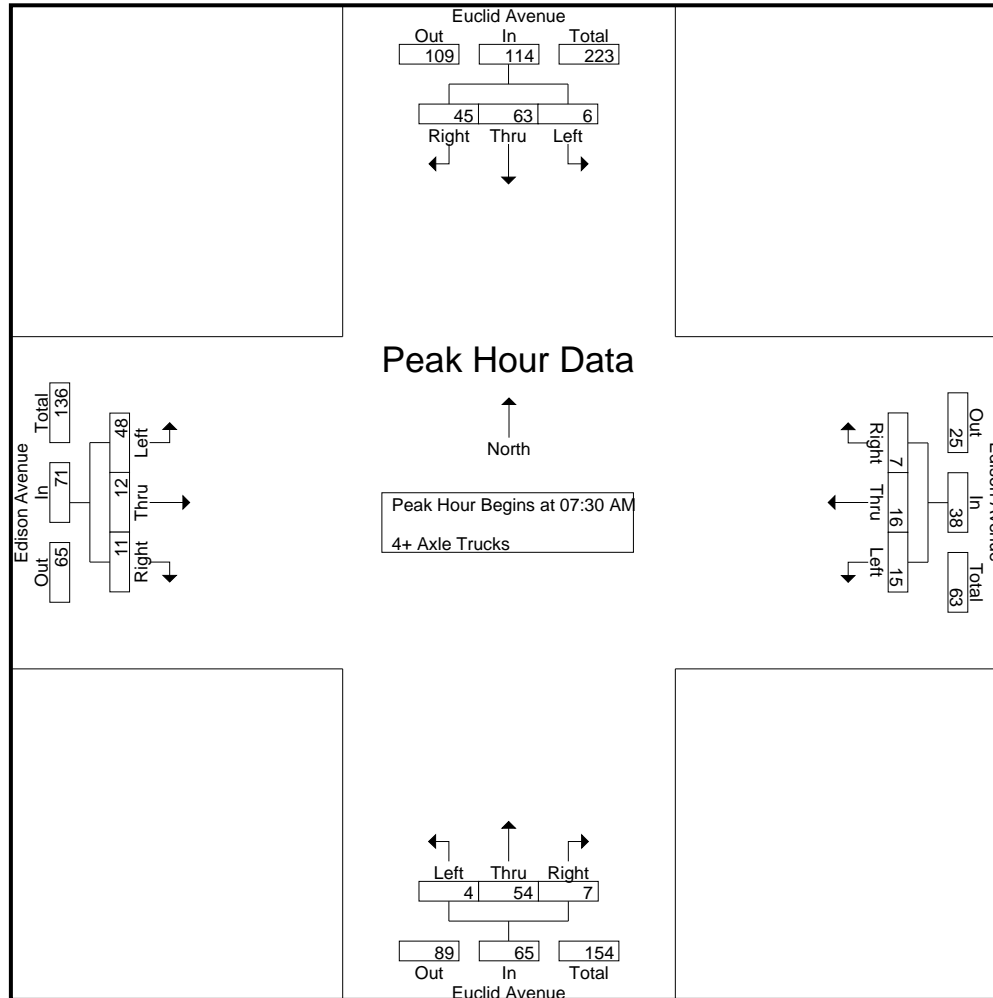 Euclid Avenue
Out In Total
109 114 223
45 63 6
Right Thru Left
Peak Hour Data
North
Peak Hour Begins at 07:30 AM
4+ Axle Trucks
Edison Avenue
Total In Out
136 71 65
48 12 11
Left Thru Right
Right Thru Left
7 16 15
25 38 63
Out In Total
Edison Avenue
Left Thru Right
4 54 7
89 65 154
Out In Total
Euclid Avenue